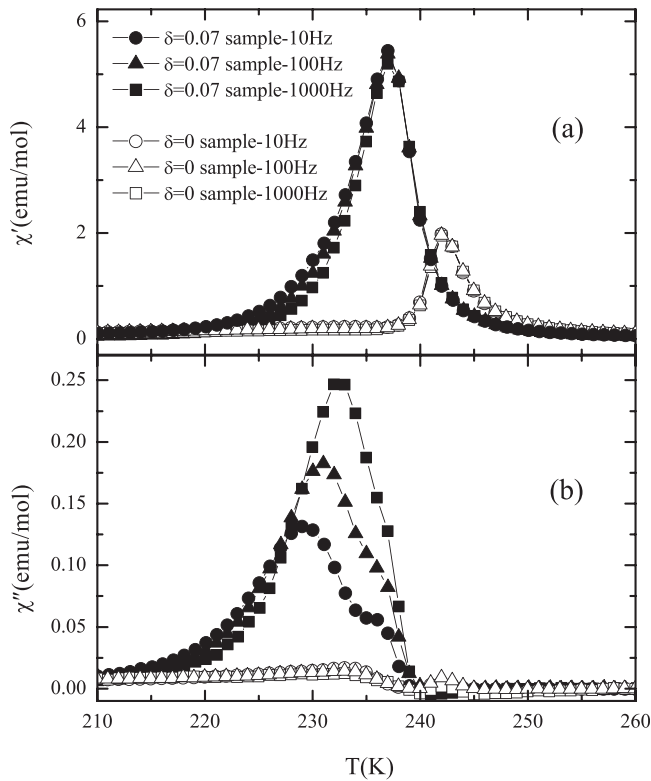 6
δ=0.07 sample-10Hz
δ=0.07 sample-100Hz
δ=0.07 sample-1000Hz
(a)
4
δ=0 sample-10Hz
δ=0 sample-100Hz
δ=0 sample-1000Hz
χ′(emu/mol)
2
0
0.25
0.20
(b)
0.15
χ″(emu/mol)
0.10
0.05
0.00
210 220 230 240 250 260
T(K)